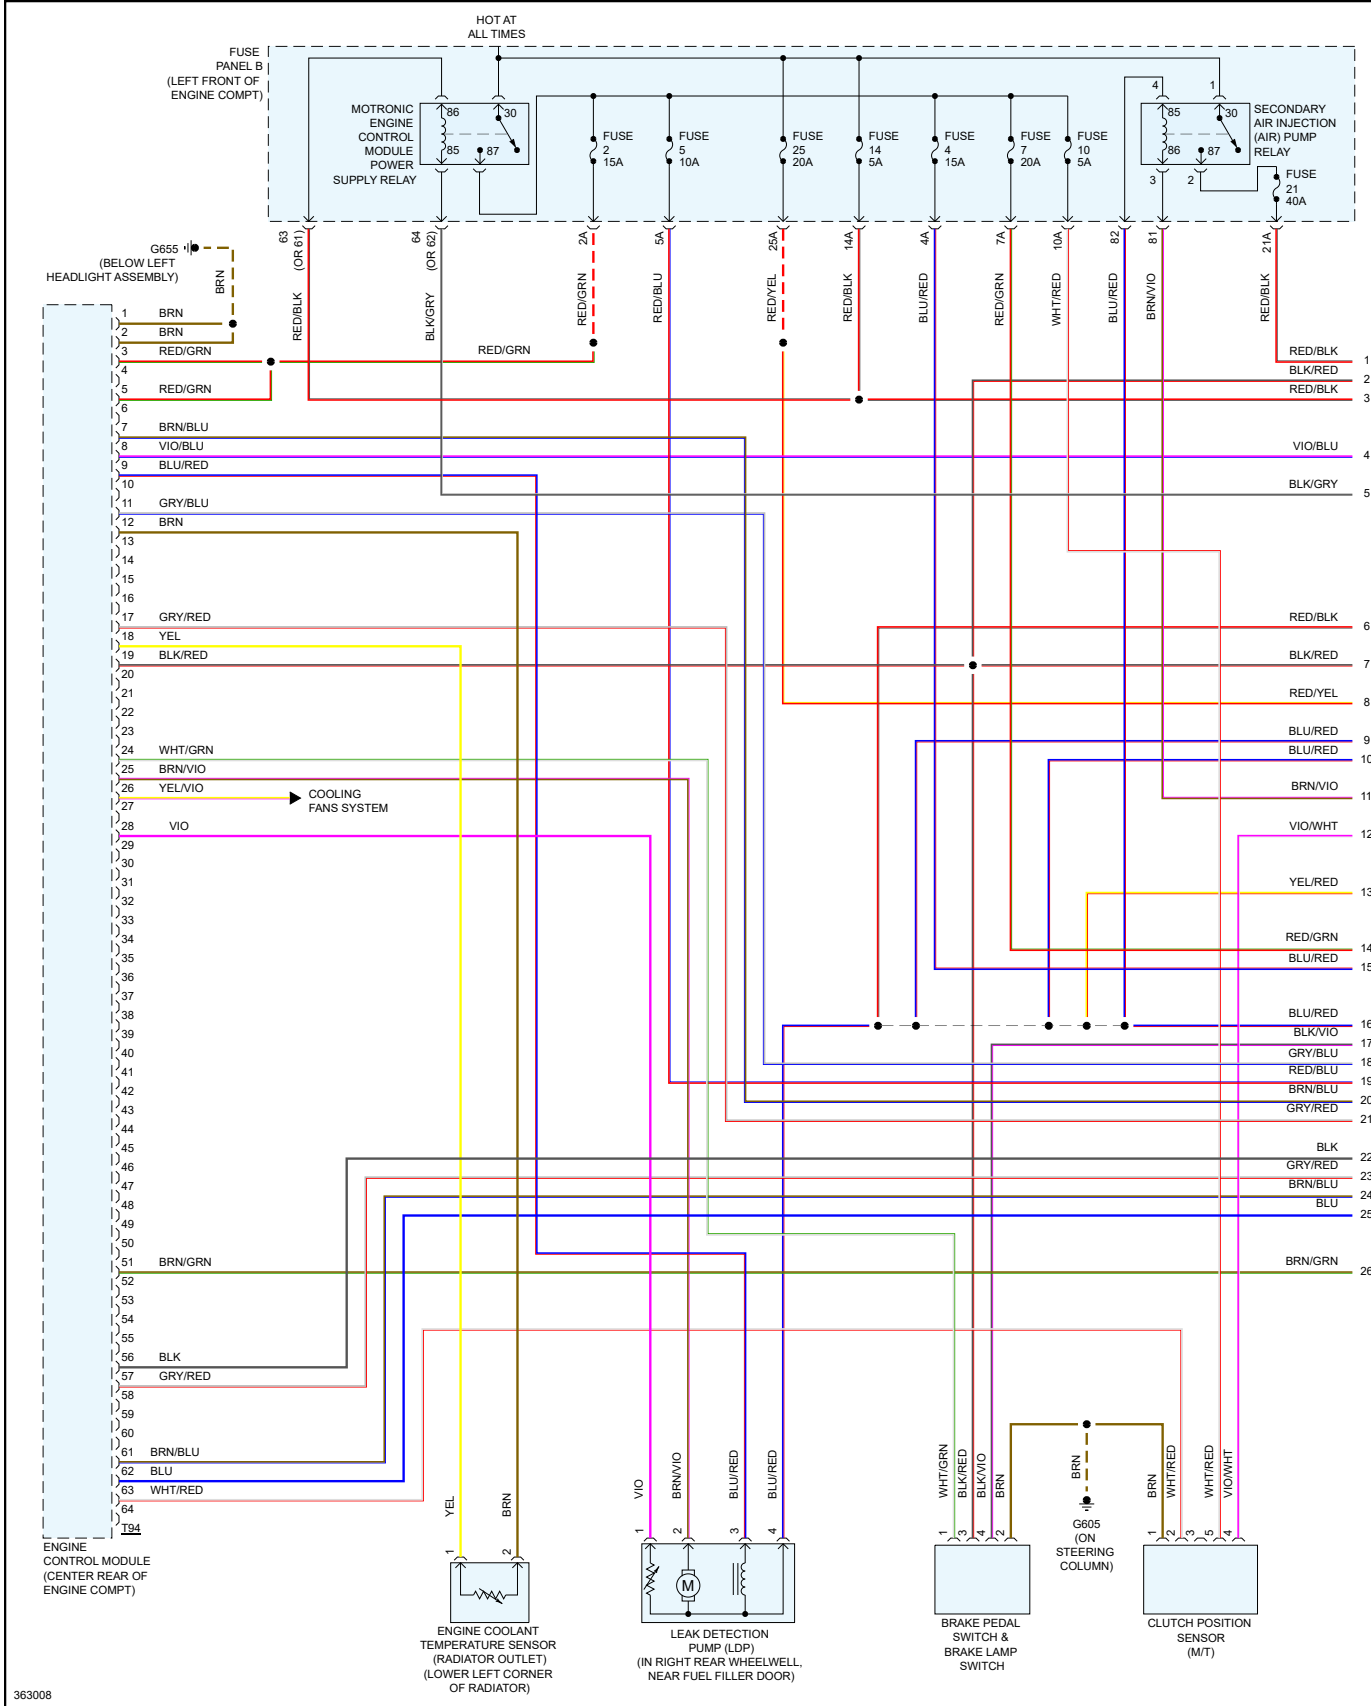 HOT AT
ALL TIMES
FUSE
PANEL B
(LEFT FRONT OF
ENGINE COMPT)
MOTRONIC
ENGINE
CONTROL
MODULE
POWER
SUPPLY RELAY
86
30
85
87
FUSE
2
15A
FUSE
5
10A
FUSE
25
20A
FUSE
14
5A
FUSE
4
15A
FUSE
7
20A
FUSE
10
5A
4
1
85
30
86
87
3
2
SECONDARY
AIR INJECTION
(AIR) PUMP
RELAY
FUSE
21
40A
63
(OR 61)
64
(OR 62)
2A
5A
25A
14A
4A
7A
10A
82
81
21A
RED/BLK
BLK/GRY
RED/GRN
RED/BLU
RED/YEL
RED/BLK
BLU/RED
RED/GRN
WHT/RED
BLU/RED
BRN/VIO
RED/BLK
G655
(BELOW LEFT
HEADLIGHT ASSEMBLY)
BRN
1 BRN
2 BRN
3 RED/GRN
RED/GRN
4
5 RED/GRN
6
7 BRN/BLU
8 VIO/BLU
9 BLU/RED
10
11 GRY/BLU
12 BRN
13
14
15
16
17 GRY/RED
18 YEL
19 BLK/RED
20
21
22
23
24 WHT/GRN
25 BRN/VIO
26 YEL/VIO
COOLING
FANS SYSTEM
27
28 VIO
29
30
31
32
33
34
35
36
37
38
39
40
41
42
43
44
45
46
47
48
49
50
51 BRN/GRN
52
53
54
55
56 BLK
57 GRY/RED
58
59
60
61 BRN/BLU
62 BLU
63 WHT/RED
64
T94
ENGINE
CONTROL MODULE
(CENTER REAR OF
ENGINE COMPT)
RED/BLK 1
BLK/RED 2
RED/BLK 3
VIO/BLU 4
BLK/GRY 5
RED/BLK 6
BLK/RED 7
RED/YEL 8
BLU/RED 9
BLU/RED 10
BRN/VIO 11
VIO/WHT 12
YEL/RED 13
RED/GRN 14
BLU/RED 15
BLU/RED 16
BLK/VIO 17
GRY/BLU 18
RED/BLU 19
BRN/BLU 20
GRY/RED 21
BLK 22
GRY/RED 23
BRN/BLU 24
BLU 25
BRN/GRN 26
YEL
BRN
1
2
ENGINE COOLANT
TEMPERATURE SENSOR
(RADIATOR OUTLET)
(LOWER LEFT CORNER
OF RADIATOR)
VIO
BRN/VIO
BLU/RED
BLU/RED
1
2
3
4
M
LEAK DETECTION
PUMP (LDP)
(IN RIGHT REAR WHEELWELL,
NEAR FUEL FILLER DOOR)
WHT/GRN
BLK/RED
BLK/VIO
BRN
1
3
4
2
BRAKE PEDAL
SWITCH &
BRAKE LAMP
SWITCH
BRN
G605
(ON
STEERING
COLUMN)
BRN
WHT/RED
WHT/RED
VIO/WHT
1
2
3
5
4
CLUTCH POSITION
SENSOR
(M/T)
363008